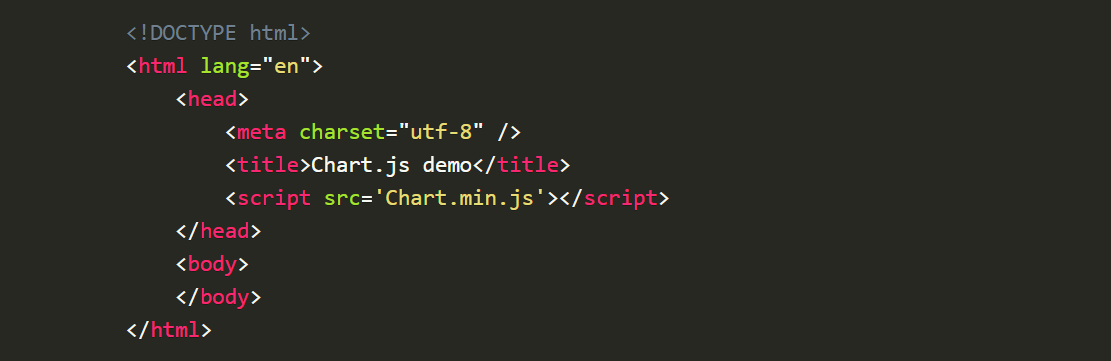 <!DOCTYPE html>
<html lang="en">
    <head>
        <meta charset="utf-8" />
        <title>Chart.js demo</title>
        <script src='Chart.min.js'></script>
    </head>
    <body>
    </body>
</html>